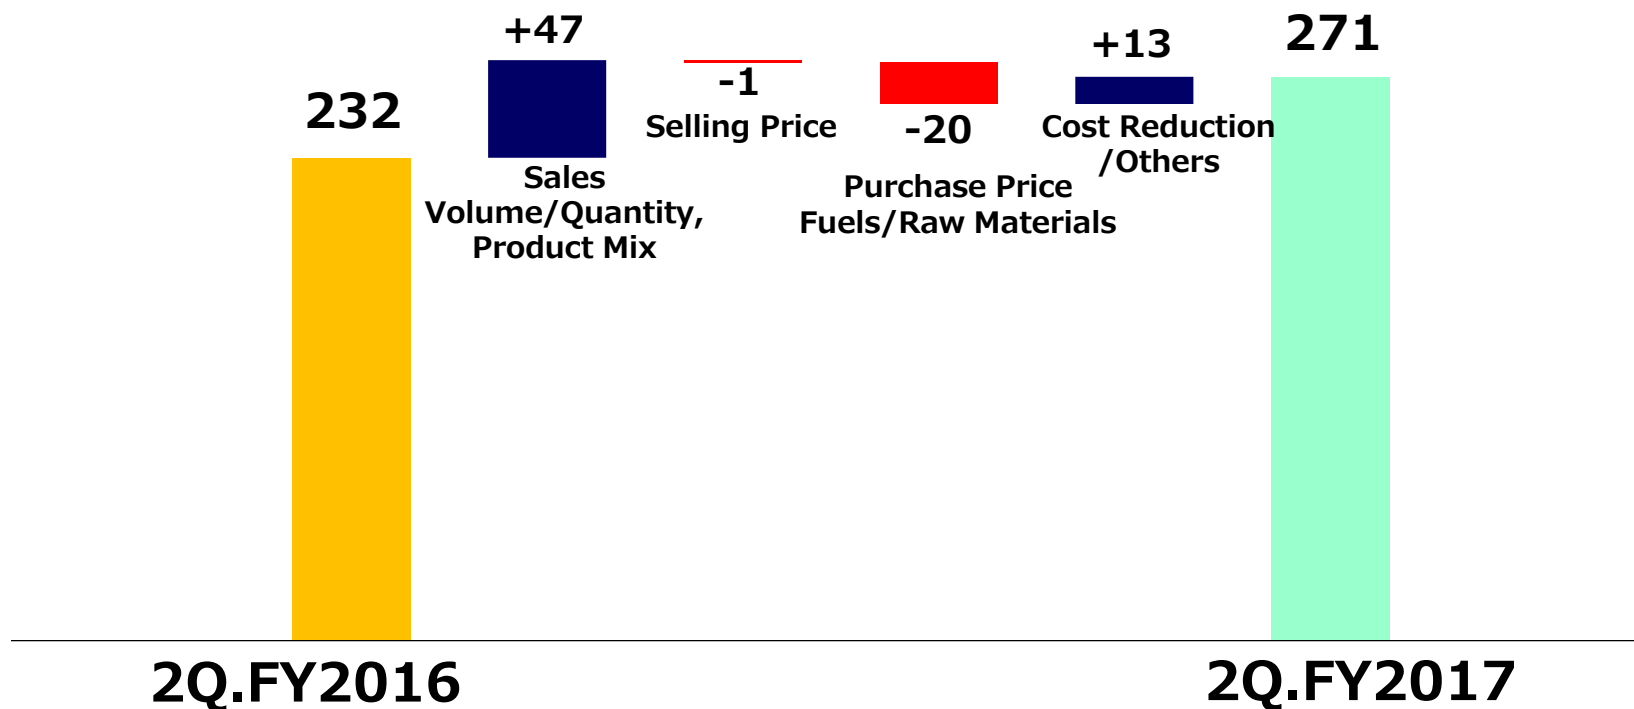 232
+47
Sales
Volume/Quantity,
Product Mix
-1
Selling Price
-20
Purchase Price
Fuels/Raw Materials
+13
Cost Reduction
/Others
271
2Q.FY2016
2Q.FY2017